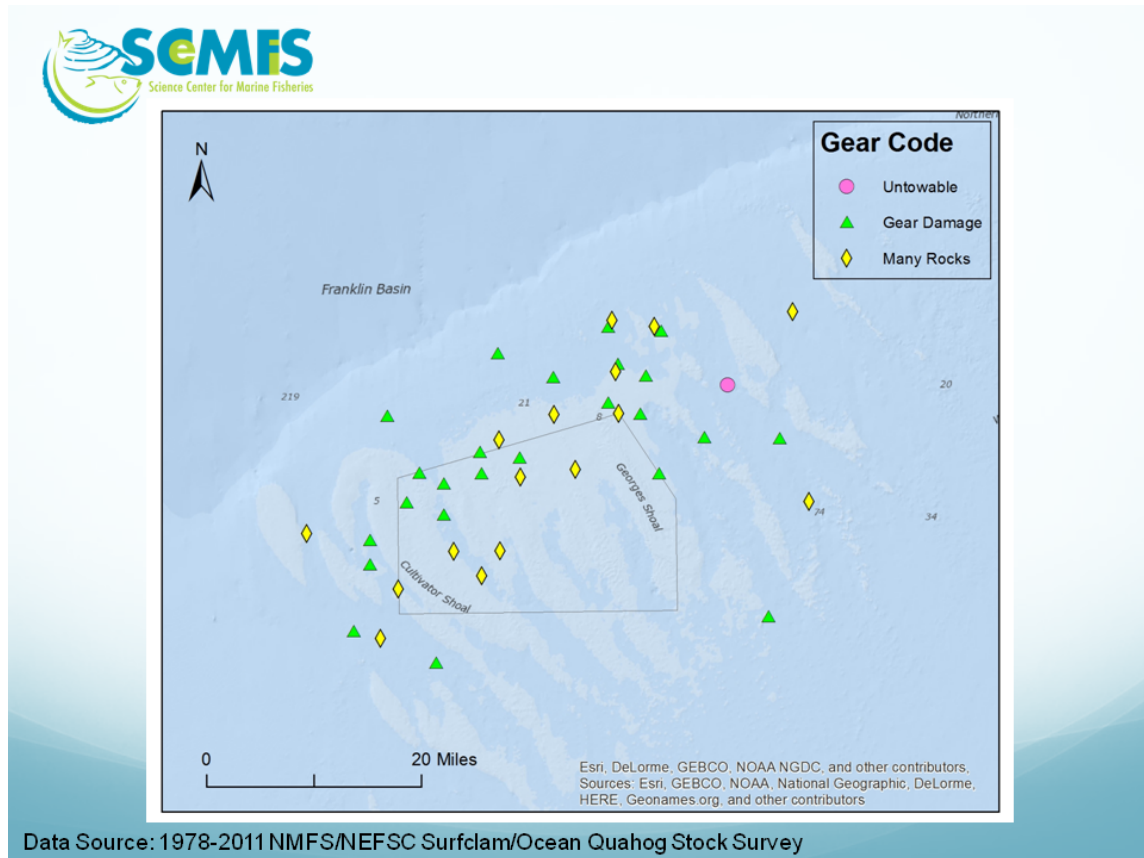 SCeMFiS
Science Center for Marine Fisheries
Northern
N
Gear Code
Untowable
Gear Damage
Many Rocks
Franklin Basin
219
21
6
20
5
Georges Shoal
74
34
Cultivator Shoal
0
20 Miles
Esri, DeLorme, GEBCO, NOAA NGDC, and other contributors,
Sources: Esri, GEBCO, NOAA, National Geographic, DeLorme,
HERE, Geonames.org, and other contributors
Data Source: 1978-2011 NMFS/NEFSC Surfclam/Ocean Quahog Stock Survey